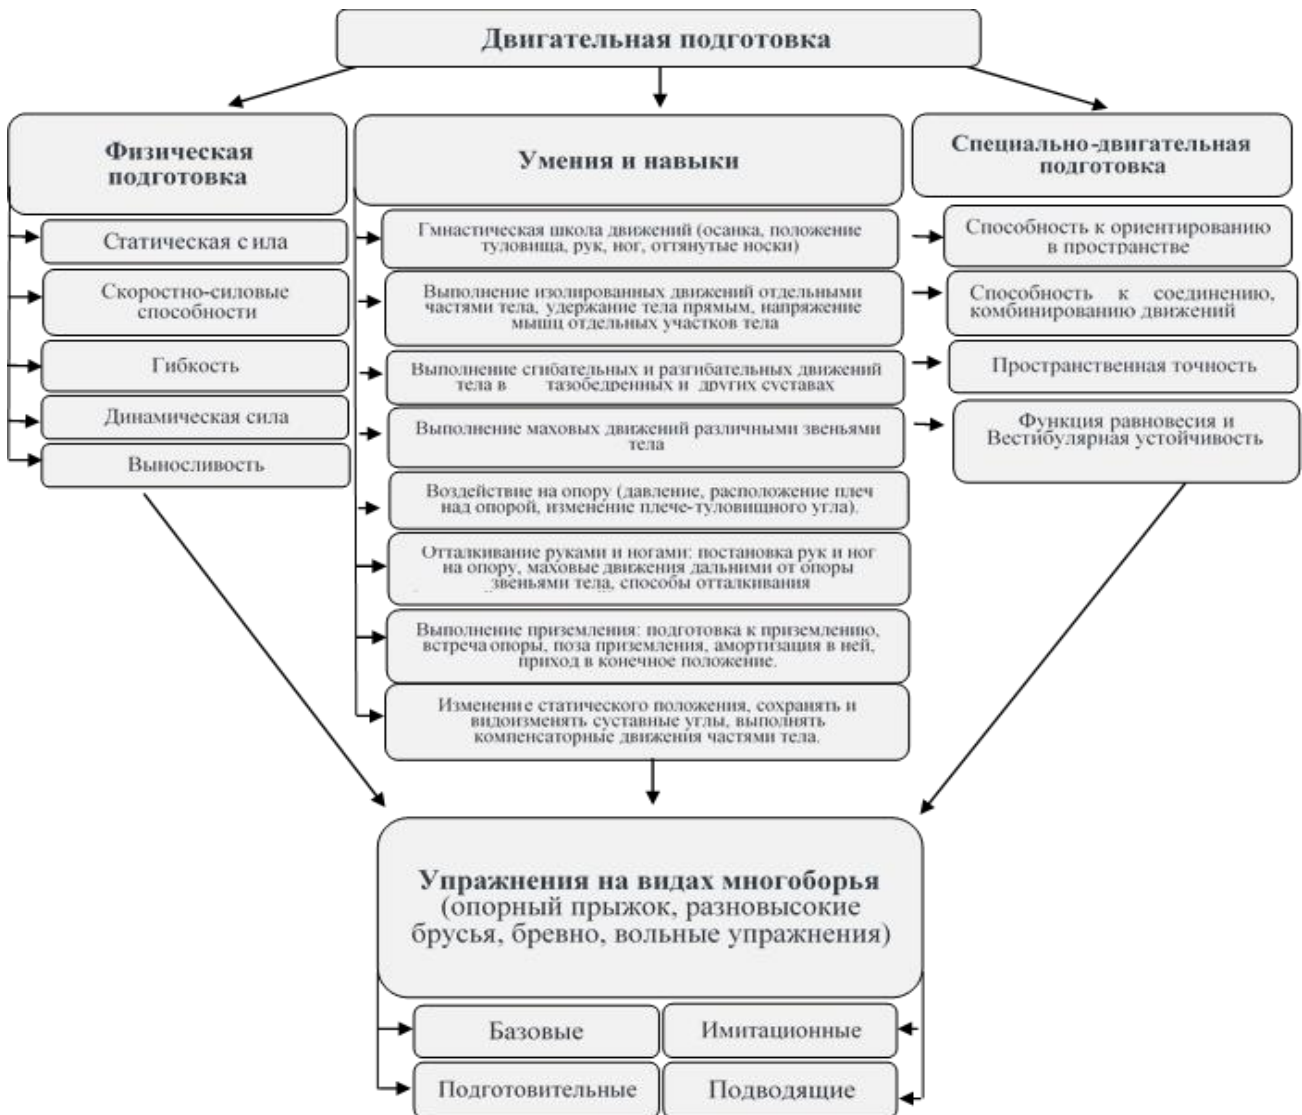 Двигательная подготовка
Физическая
подготовка
Статическая с ила
Скоростно-силовые
способности
Гибкость
Динамическая сила
Выносливость
Умения и навыки
Гмнастическая школа движений (осанка, положение
туловища, рук, ног, оттянутые носки)
Выполнение изолированных движений отдельными
частями тела, удержание тела прямым, напряжение
мышц отдельных участков тела
Выполнение сгибательных и разгибательных движений
тела в тазобедренных и других суставах
Выполнение маховых движений различными звеньями
тела
Воздействие на опору (давление, расположение плеч
над опорой, изменение плече-туловищного угла).
Отталкивание руками и ногами: постановка рук и ног
на опору, маховые движения дальними от опоры
звеньями тела, способы отталкивания
Выполнение приземления: подготовка к приземлению,
встреча опоры, поза приземления, амортизация в ней,
приход в конечное положение.
Изменени е статического положения, сохранять и
видоизменять суставные углы, выполнять
компенсаторные движения частями тела.
Специально-двигательная
подготовка
Способность к ориентированию
в пространстве
Способность к соединению,
комбинированию движений
Пространственная точность
Функция равновесия и
Вестибулярная устойчивость
Упражнения на видах многоборья
(опорный прыжок, разновысокие
брусья, бревно, вольные упражнения)
Базовые
Имитационные
Подготовительные
Подводящие